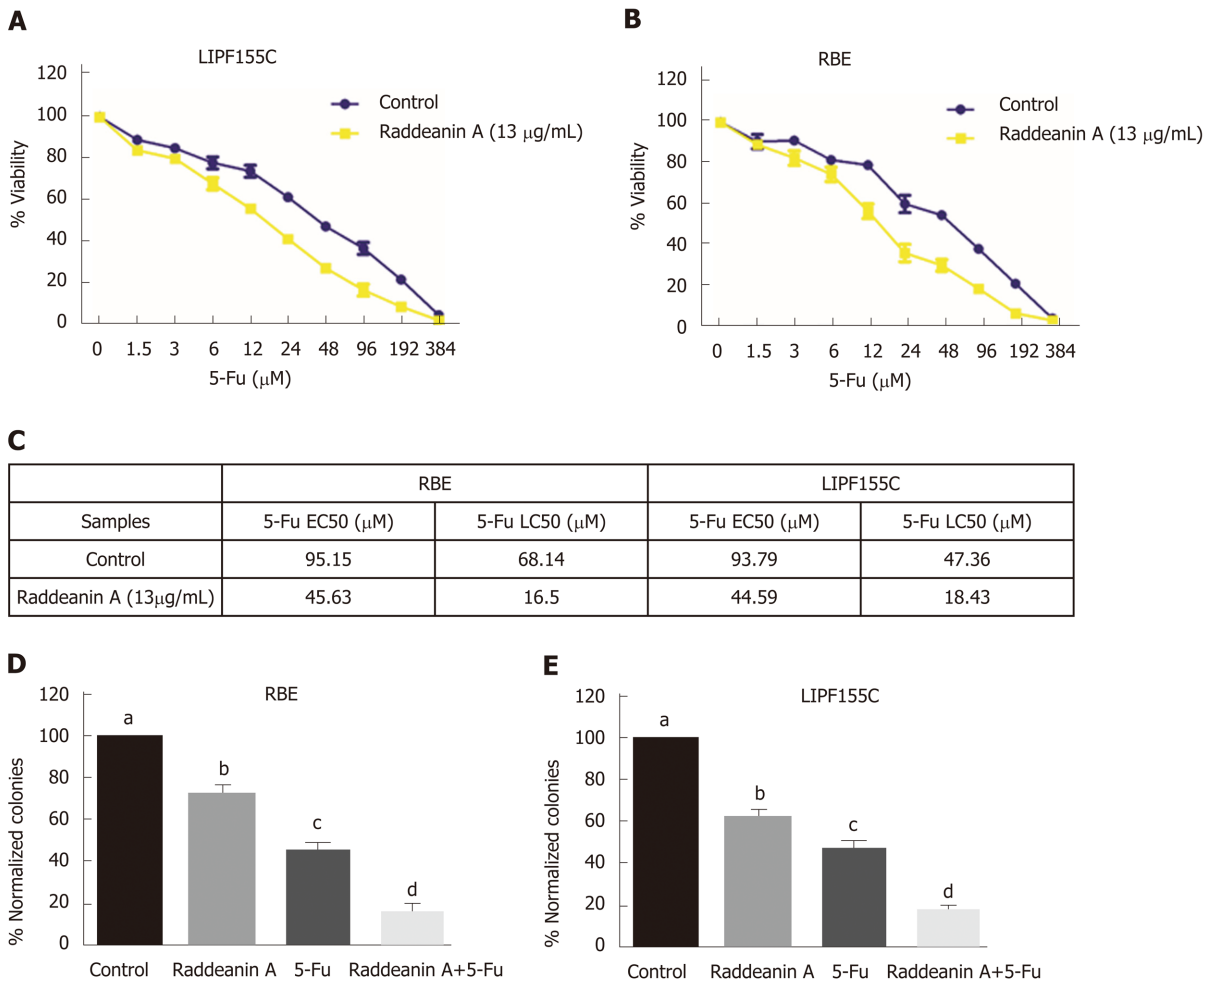 A
LIPF155C
Control
Raddeanin A (13 μg/mL)
% Viability
120
100
80
60
40
20
0
0 1.5 3 6 12 24 48 96 192 384
5-Fu (μM)
B
RBE
Control
Raddeanin A (13 μg/mL)
% Viability
120
100
80
60
40
20
0
0 1.5 3 6 12 24 48 96 192 384
5-Fu (μM)
C
RBE LIPF155C
Samples 5-Fu EC50 (μM) 5-Fu LC50 (μM) 5-Fu EC50 (μM) 5-Fu LC50 (μM)
Control 95.15 68.14 93.79 47.36
Raddeanin A (13μg/mL) 45.63 16.5 44.59 18.43
D
RBE
% Normalized colonies
120
100
80
60
40
20
0
a
b
c
d
Control Raddeanin A 5-Fu Raddeanin A+5-Fu
E
LIPF155C
% Normalized colonies
120
100
80
60
40
20
0
a
b
c
d
Control Raddeanin A 5-Fu Raddeanin A+5-Fu